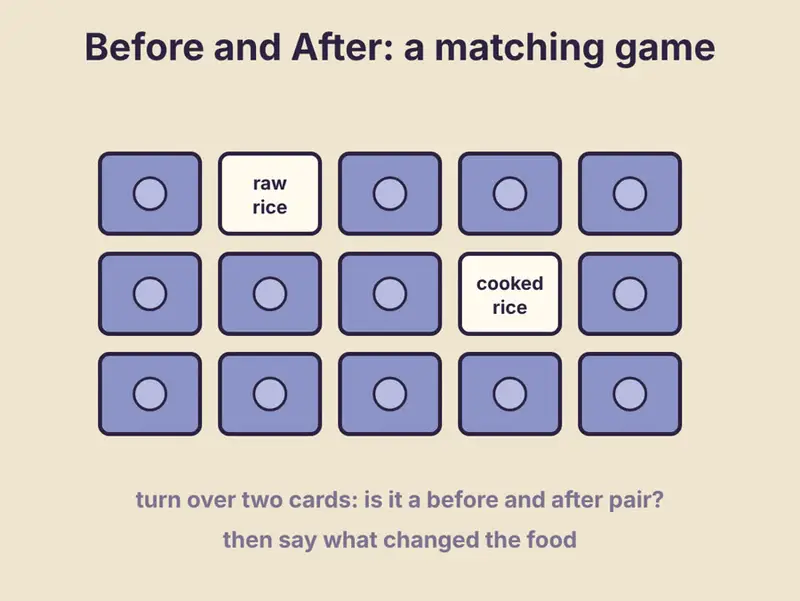 Before and After: a matching game
raw
rice
cooked
rice
turn over two cards: is it a before and after pair?
then say what changed the food